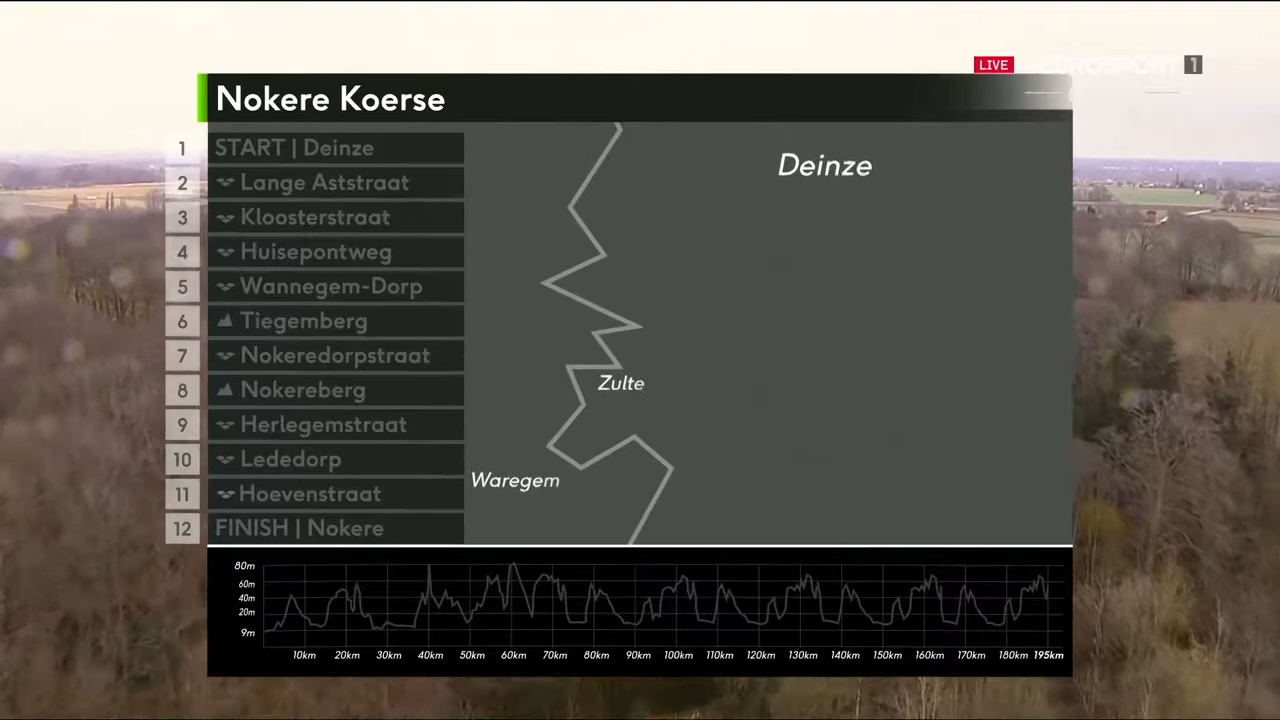 LIVE
EUROSPORT 1
Nokere Koerse
1 START | Deinze
2 Lange Aststraat
3 Kloosterstraat
4 Huisepontweg
5 Wannegem-Dorp
6 Tiegemberg
7 Nokeredorpstraat
8 Nokereberg
9 Herlegemstraat
10 Lededorp
11 Hoevenstraat
12 FINISH | Nokere
Deinze
Zulte
Waregem
80m
60m
40m
20m
9m
10km 20km 30km 40km 50km 60km 70km 80km 90km 100km 110km 120km 130km 140km 150km 160km 170km 180km 195km